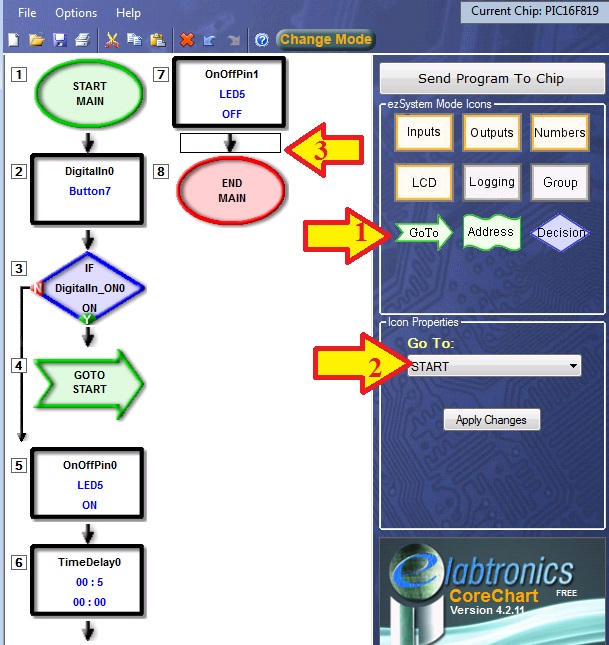 File Options Help
Current Chip: PIC16F819
Change Mode
1
START
MAIN
2
DigitalIn0
Button7
3
IF
DigitalIn_ON0
ON
N
Y
4
GOTO
START
5
OnOffPin0
LED5
ON
6
TimeDelay0
00 : 5
00 : 00
7
OnOffPin1
LED5
OFF
3
8
END
MAIN
Send Program To Chip
ezSystem Mode Icons
Inputs Outputs Numbers
LCD Logging Group
1
GoTo Address Decision
Icon Properties
Go To:
2
START
Apply Changes
elabtronics
CoreChart FREE
Version 4.2.11